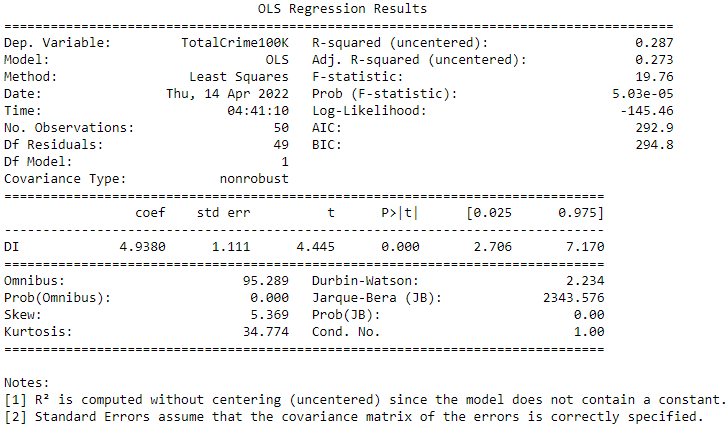 OLS Regression Results
=======================================================================================
Dep. Variable:          TotalCrime100K   R-squared (uncentered):                   0.287
Model:                             OLS   Adj. R-squared (uncentered):              0.273
Method:                  Least Squares   F-statistic:                              19.76
Date:                 Thu, 14 Apr 2022   Prob (F-statistic):                    5.03e-05
Time:                         04:41:10   Log-Likelihood:                         -145.46
No. Observations:                   50   AIC:                                      292.9
Df Residuals:                       49   BIC:                                      294.8
Df Model:                            1
Covariance Type:             nonrobust
==============================================================================
                 coef    std err          t      P>|t|      [0.025      0.975]
------------------------------------------------------------------------------
DI             4.9380      1.111      4.445      0.000       2.706       7.170
==============================================================================
Omnibus:                       95.289   Durbin-Watson:                   2.234
Prob(Omnibus):                  0.000   Jarque-Bera (JB):             2343.576
Skew:                           5.369   Prob(JB):                         0.00
Kurtosis:                      34.774   Cond. No.                         1.00
==============================================================================
Notes:
[1] R² is computed without centering (uncentered) since the model does not contain a constant.
[2] Standard Errors assume that the covariance matrix of the errors is correctly specified.